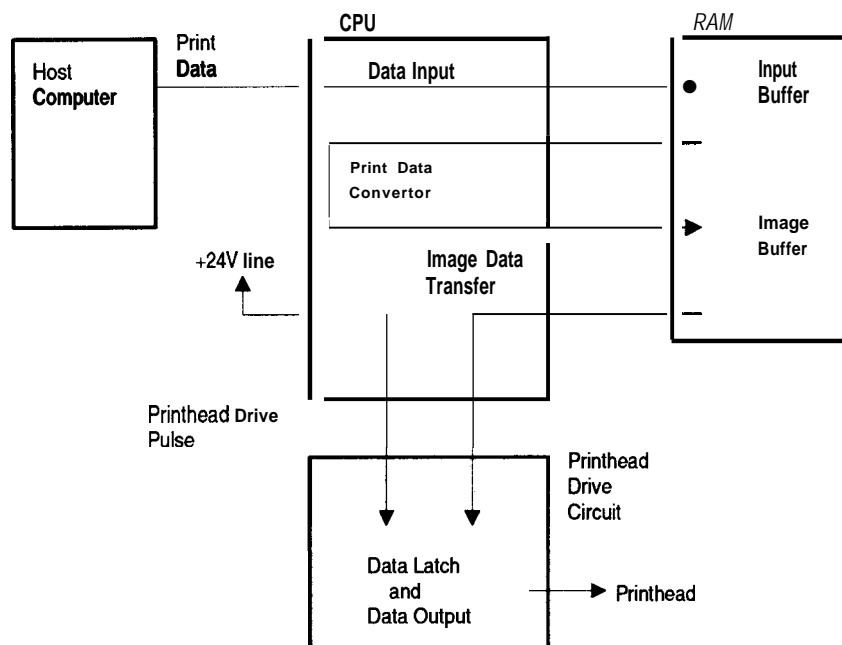 CPU
RAM
Print
Data
Host
Computer
Data Input
Input
Buffer
Print Data
Convertor
Image
Buffer
+24V line
Image Data
Transfer
Printhead Drive
Pulse
Printhead
Drive
Circuit
Data Latch
and
Data Output
Printhead